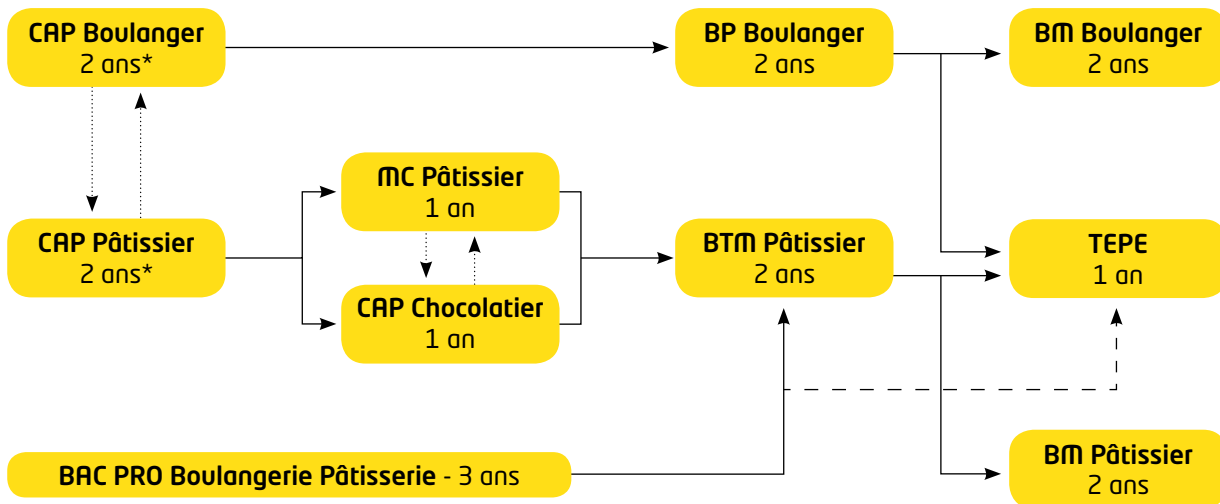 CAP Boulanger
2 ans*
BP Boulanger
2 ans
BM Boulanger
2 ans
MC Pâtissier
1 an
CAP Pâtissier
2 ans*
CAP Chocolatier
1 an
BTM Pâtissier
2 ans
TEPE
1 an
BAC PRO Boulangerie Pâtisserie - 3 ans
BM Pâtissier
2 ans